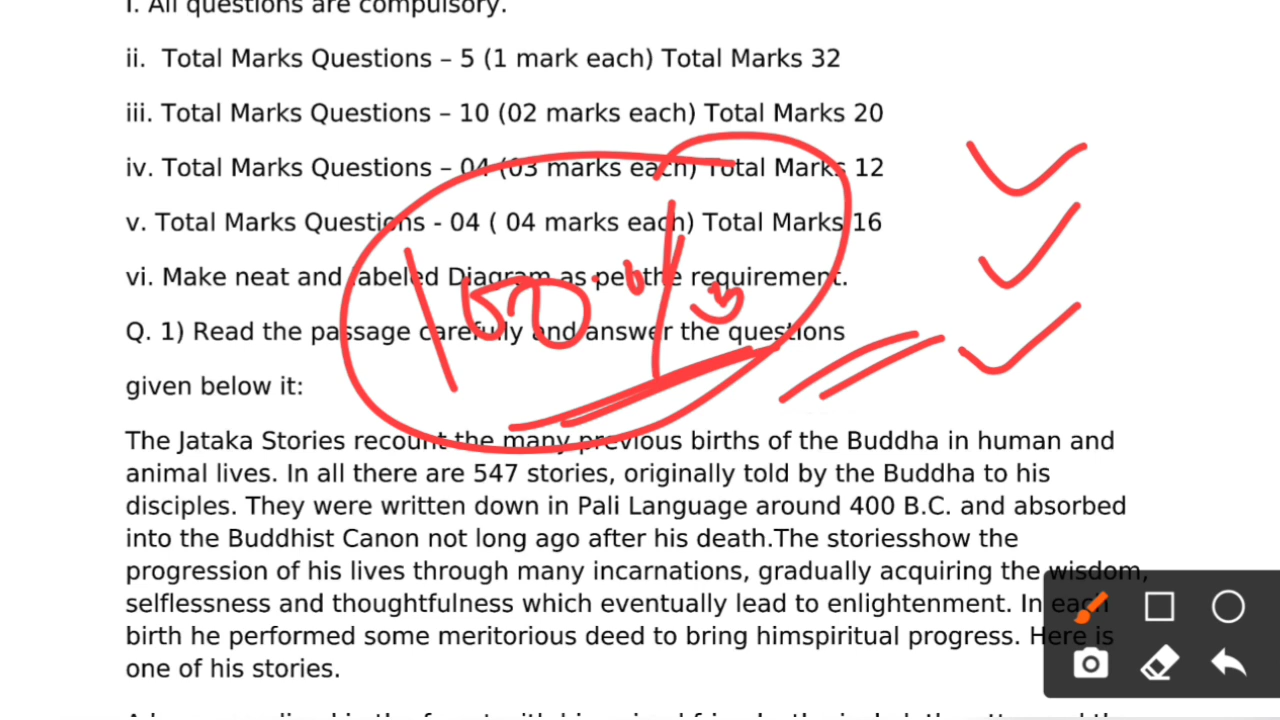 i. All questions are compulsory.
ii. Total Marks Questions – 5 (1 mark each) Total Marks 32
iii. Total Marks Questions – 10 (02 marks each) Total Marks 20
iv. Total Marks Questions – 04 (03 marks each) Total Marks 12
v. Total Marks Questions - 04 ( 04 marks each) Total Marks 16
vi. Make neat and labeled Diagram as per the requirement.
Q. 1) Read the passage carefully and answer the questions
given below it:
The Jataka Stories recount the many previous births of the Buddha in human and
animal lives. In all there are 547 stories, originally told by the Buddha to his
disciples. They were written down in Pali Language around 400 B.C. and absorbed
into the Buddhist Canon not long ago after his death.The storiesshow the
progression of his lives through many incarnations, gradually acquiring the wisdom,
selflessness and thoughtfulness which eventually lead to enlightenment. In each
birth he performed some meritorious deed to bring himspiritual progress. Here is
one of his stories.